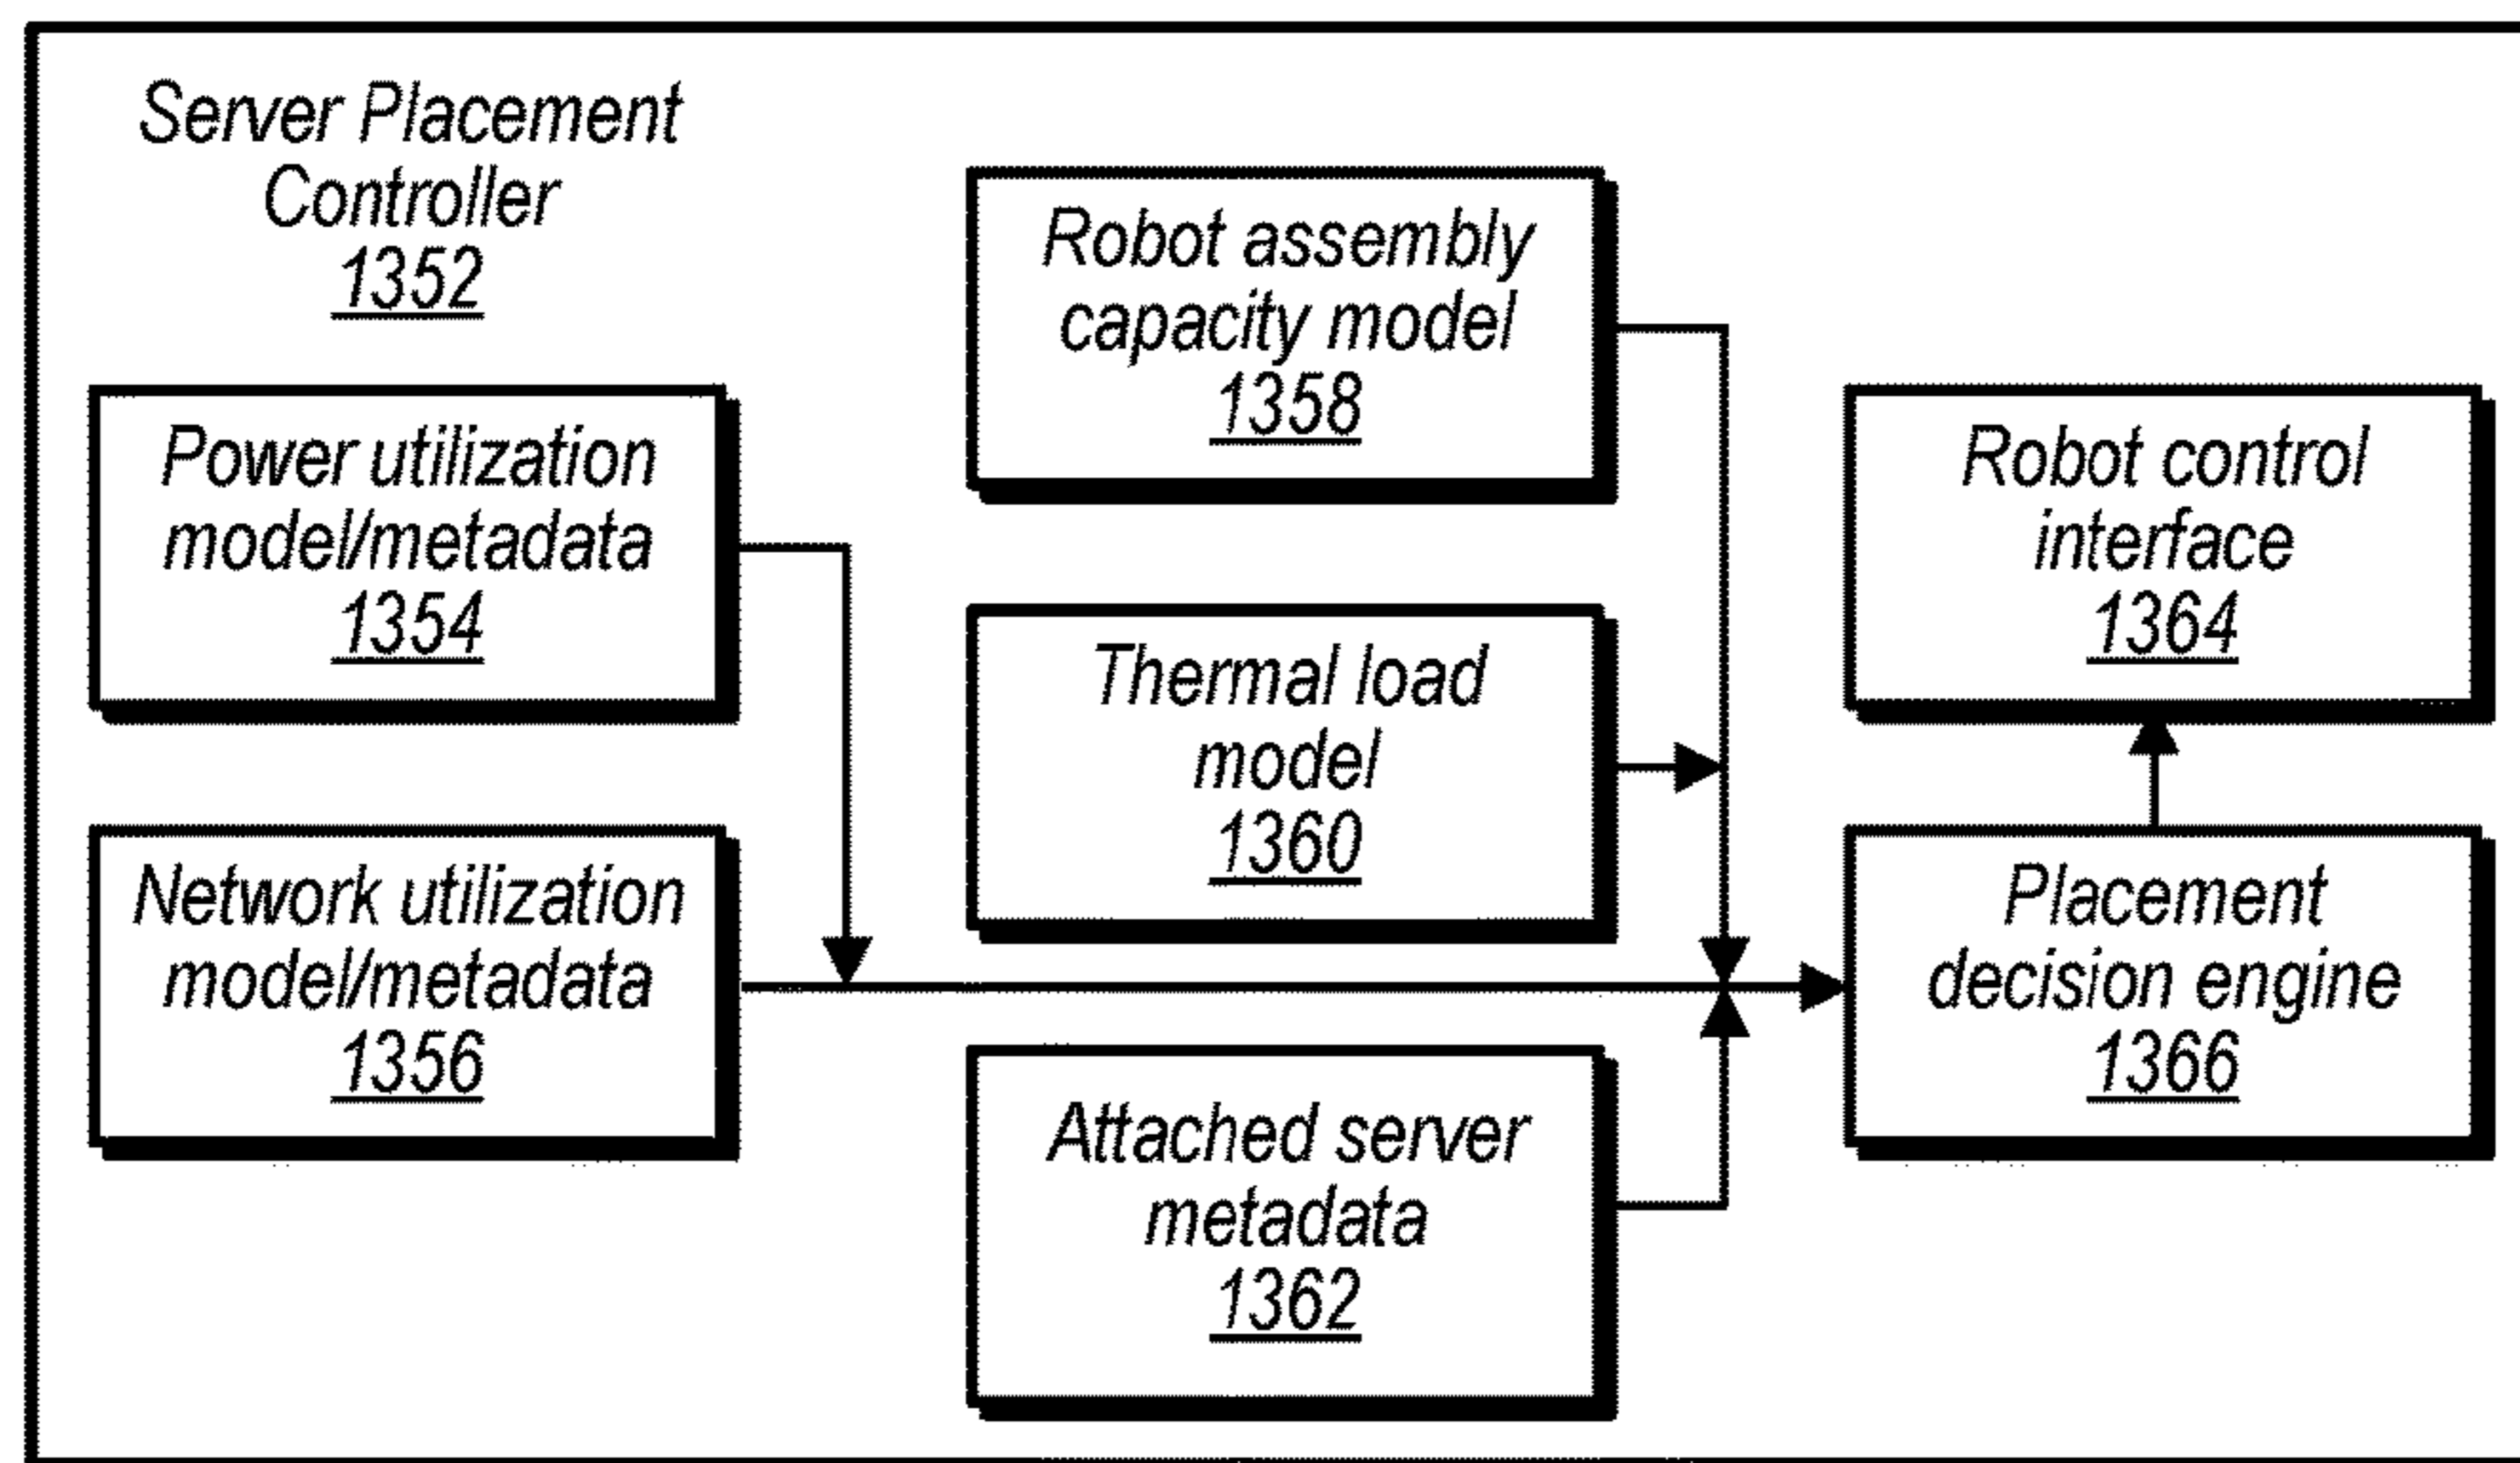 Server Placement
Controller
1352
Power utilization
model/metadata
1354
Network utilization
model/metadata
1356
Robot assembly
capacity model
1358
Thermal load
model
1360
Attached server
metadata
1362
Robot control
interface
1364
Placement
decision engine
1366